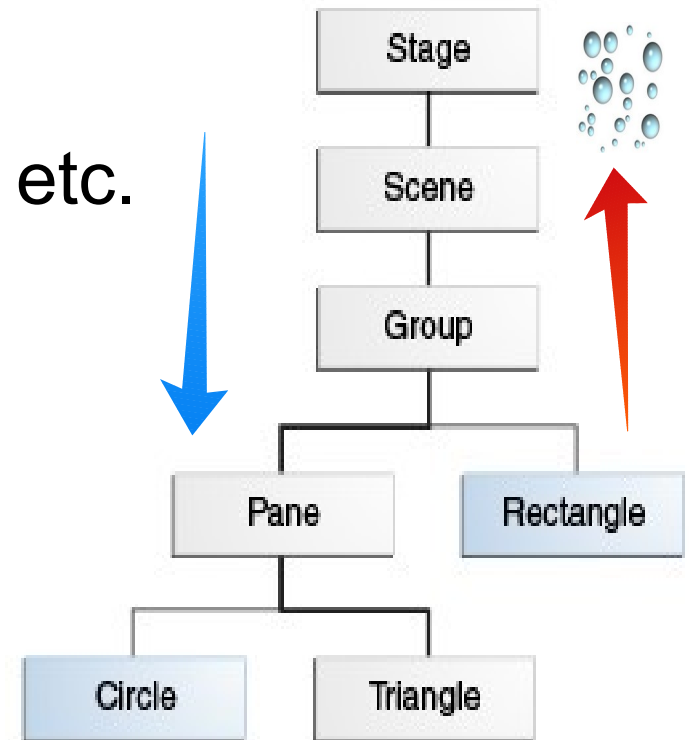 Stage
etc.
Scene
Group
Pane
Rectangle
Circle
Triangle